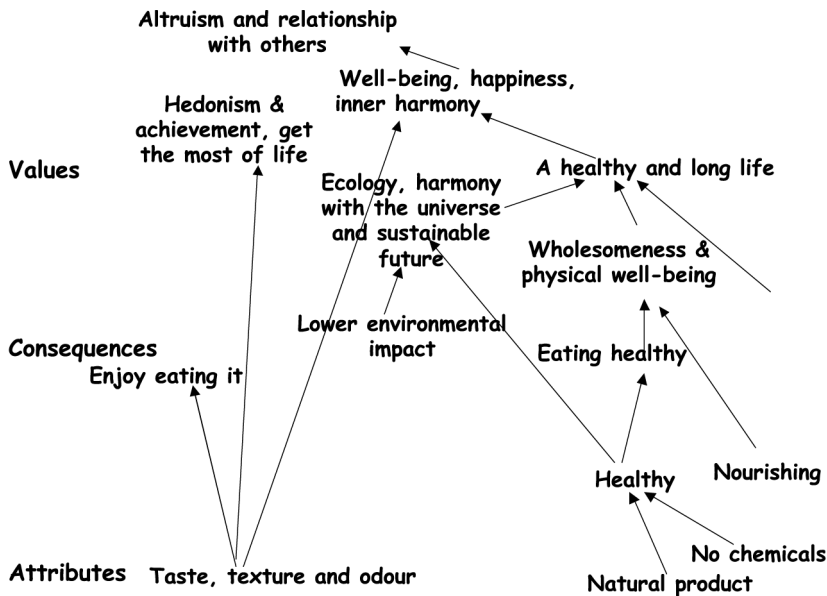 Altruism and relationship
with others
Well-being, happiness,
inner harmony
Hedonism &
achievement, get
the most of life
Values
A healthy and long life
Ecology, harmony
with the universe
and sustainable
future
Wholesomeness &
physical well-being
Lower environmental
impact
Consequences
Eating healthy
Enjoy eating it
Nourishing
Healthy
No chemicals
Attributes
Taste, texture and odour
Natural product